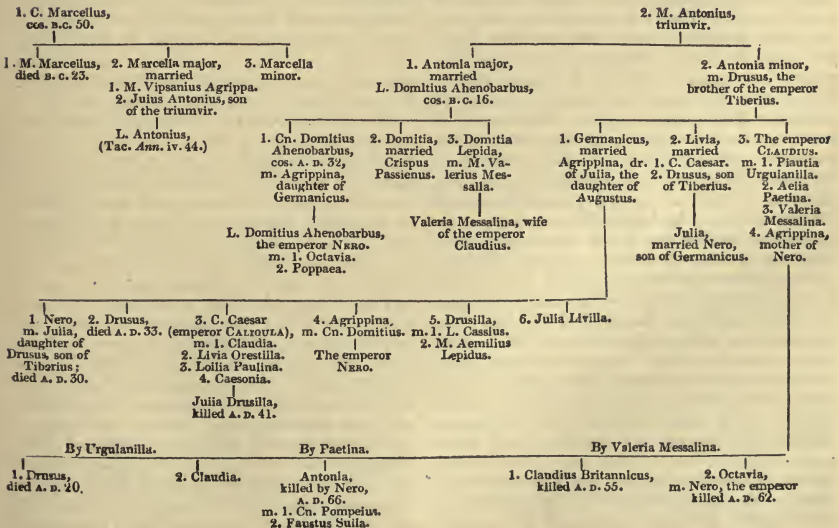 1. C. Marcellus,
cos. B.C. 50.
2. M. Antonius,
triumvir.
1. M. Marcellus,
died B. C. 23.
2. Marcella major,
married
1. M. Vipsanius Agrippa.
2. Juius Antonius, son
of the triumvir.
L. Antonius,
(Tac. Ann. iv. 44.)
3. Marcella
minor.
1. Antonia major,
married
L. Domitius Ahenobarbus,
cos. B.C. 16.
2. Antonia minor,
m. Drusus, the
brother of the emperor
Tiberius.
1. Cn. Domitius
Ahenobarbus,
cos. A. D. 32,
m. Agrippina,
daughter of
Germanicus.
L. Domitius Ahenobarbus,
the emperor NERO.
m. 1. Octavia.
2. Poppaea.
2. Domitia,
married
Crispus
Passienus.
3. Domitia
Lepida,
m. M. Va-
lerius Mes-
salla.
Valeria Messalina, wife
of the emperor
Claudius.
1. Germanicus,
married
Agrippina, dr.
of Julia, the
daughter of
Augustus.
2. Livia,
married
1. C. Caesar.
2. Drusus, son
of Tiberius.
Julia,
married Nero,
son of Germanicus.
3. The emperor
CLAUDIUS.
m. 1. Plautia
Urgulanilla.
2. Aelia
Paetina.
3. Valeria
Messalina.
4. Agrippina,
mother of
Nero.
1. Nero,
m. Julia,
daughter of
Drusus, son of
Tiberius;
died A. D. 30.
2. Drusus,
died A. D. 33.
3. C. Caesar
(emperor CALIGULA),
m. 1. Claudia.
2. Livia Orestilla.
3. Lollia Paulina.
4. Caesonia.
Julia Drusilla,
killed A. D. 41.
4. Agrippina,
m. Cn. Domitius.
The emperor
NERO.
5. Drusilla,
m. 1. L. Cassius.
2. M. Aemilius
Lepidus.
6. Julia Livilla.
By Urgulanilla.
By Paetina.
By Valeria Messalina.
1. Drusus,
died A. D. 20.
2. Claudia.
Antonia,
killed by Nero,
A. D. 66.
m. 1. Cn. Pompeius.
2. Faustus Sulla.
1. Claudius Britannicus,
killed A. D. 55.
2. Octavia,
m. Nero, the emperor
killed A. D. 62.